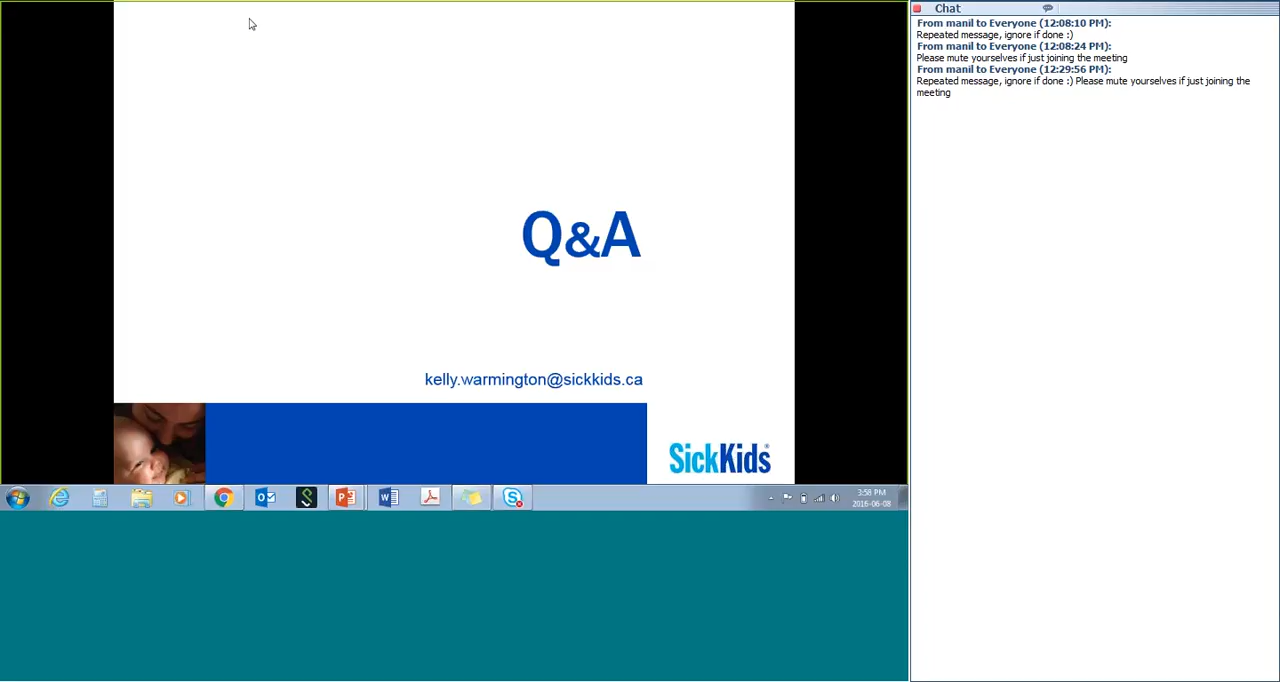 Q&A
kelly.warmington@sickkids.ca
SickKids®
3:58 PM
2016-06-08
Chat
From manil to Everyone (12:08:10 PM):
Repeated message, ignore if done :)
From manil to Everyone (12:08:24 PM):
Please mute yourselves if just joining the meeting
From manil to Everyone (12:29:56 PM):
Repeated message, ignore if done :) Please mute yourselves if just joining the
meeting